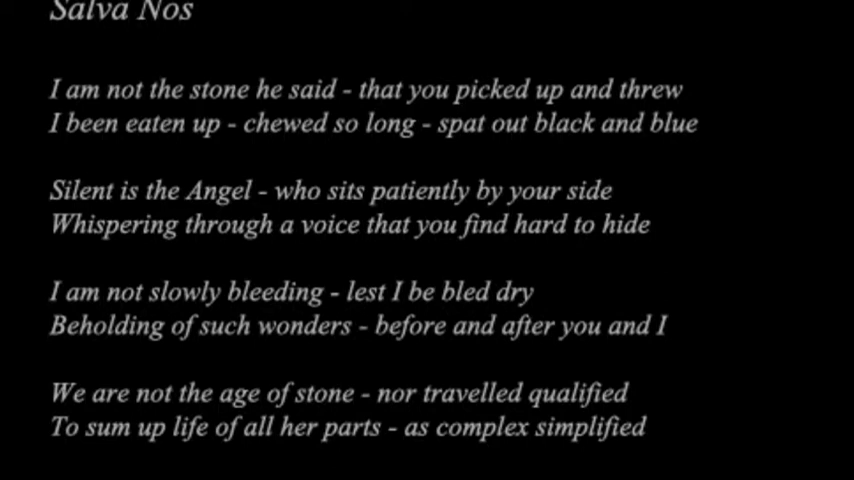 Salva Nos
I am not the stone he said - that you picked up and threw
I been eaten up - chewed so long - spat out black and blue
Silent is the Angel - who sits patiently by your side
Whispering through a voice that you find hard to hide
I am not slowly bleeding - lest I be bled dry
Beholding of such wonders - before and after you and I
We are not the age of stone - nor travelled qualified
To sum up life of all her parts - as complex simplified